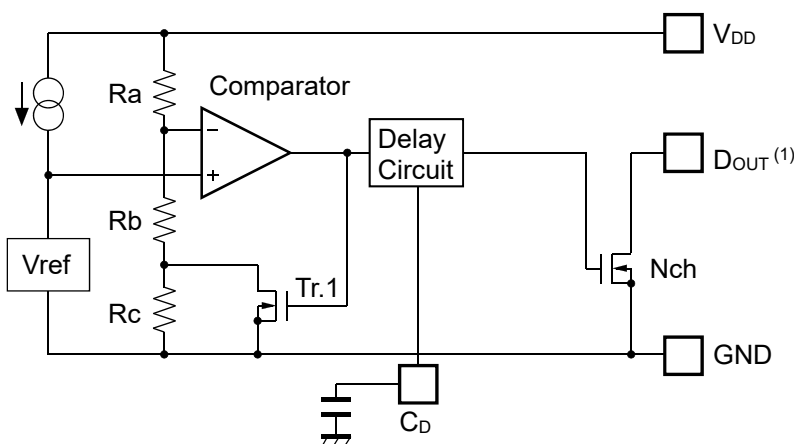 VDD
Ra
Comparator
−
+
Delay
Circuit
DOUT (1)
Rb
Vref
Nch
Tr.1
Rc
GND
CD